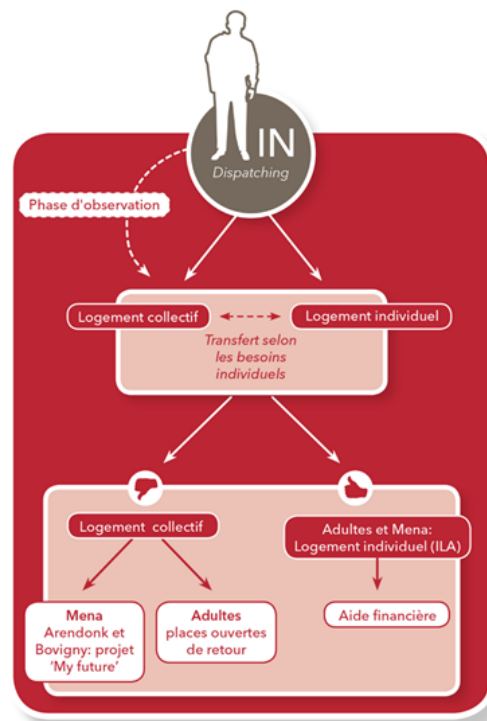 IN
Dispatching
Phase d'observation
Logement collectif
Logement individuel
Transfert selon
les besoins
individuels
Logement collectif
Adultes et Mena:
Logement individuel (ILA)
Mena
Arendonk et
Bovigny: projet
'My future'
Adultes
places ouvertes
de retour
Aide financière